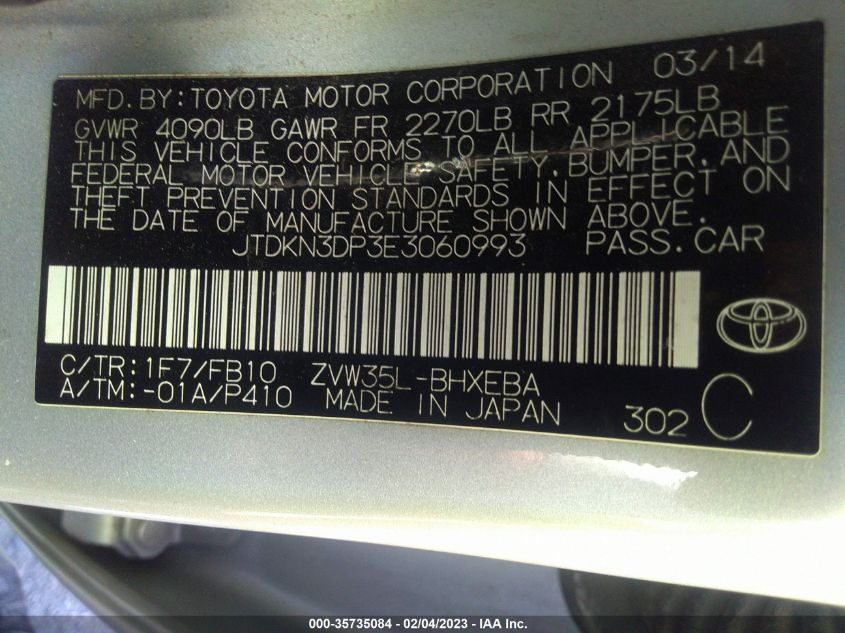 MFD. BY: TOYOTA MOTOR CORPORATION 03/14
GVWR 4090LB GAWR FR 2270LB RR 2175LB
THIS VEHICLE CONFORMS TO ALL APPLICABLE
FEDERAL MOTOR VEHICLE SAFETY, BUMPER, AND
THEFT PREVENTION STANDARDS IN EFFECT ON
THE DATE OF MANUFACTURE SHOWN ABOVE.
JTDKN3DP3E3060993 PASS. CAR
C/TR: 1F7/FB10 ZVW35L-BHXEBA
A/TM: -01A/P410 MADE IN JAPAN 302 C
000-35735084 - 02/04/2023 - IAA Inc.